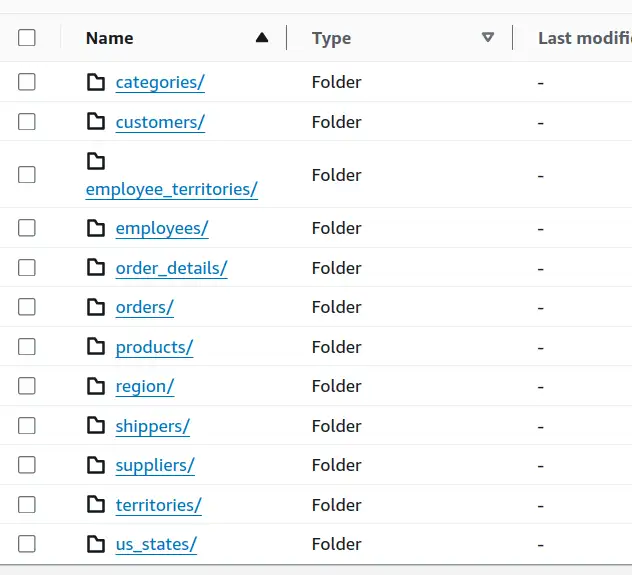 Name Type Last modifi
categories/ Folder -
customers/ Folder -
employee_territories/ Folder -
employees/ Folder -
order_details/ Folder -
orders/ Folder -
products/ Folder -
region/ Folder -
shippers/ Folder -
suppliers/ Folder -
territories/ Folder -
us_states/ Folder -